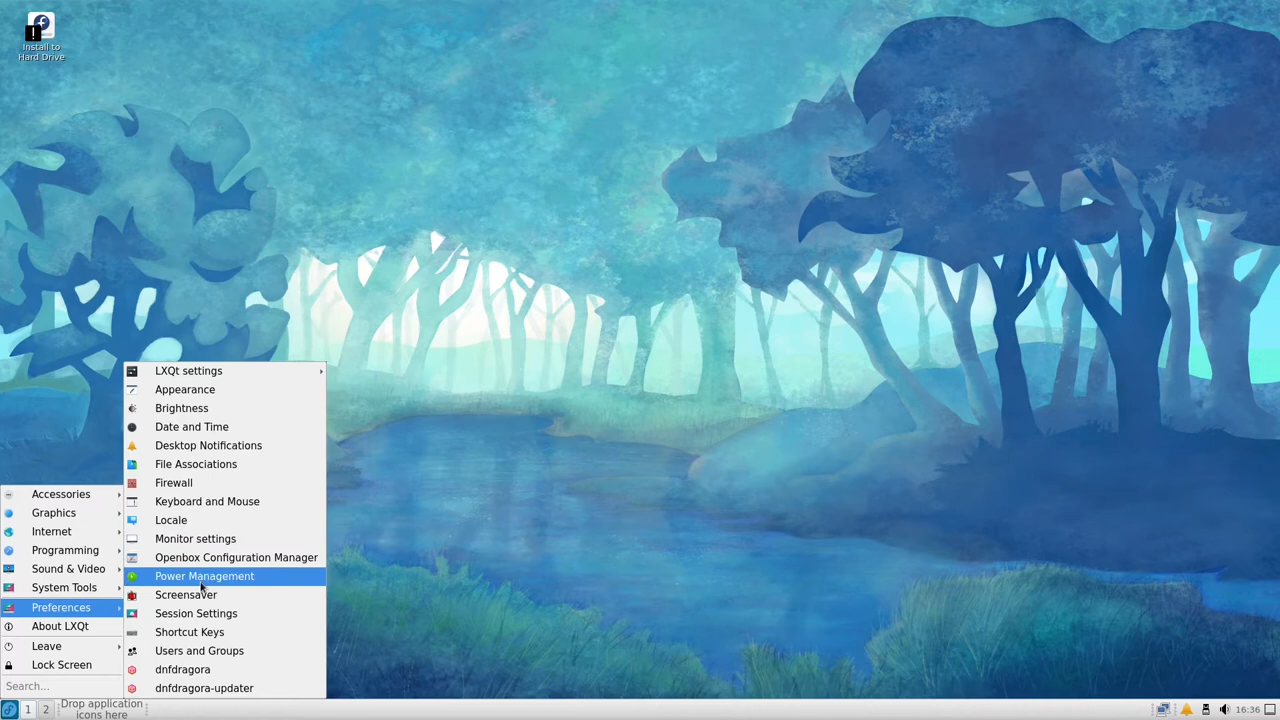 Install to
Hard Drive
LXQt settings
Appearance
Brightness
Date and Time
Desktop Notifications
File Associations
Firewall
Keyboard and Mouse
Locale
Monitor settings
Openbox Configuration Manager
Power Management
Screensaver
Session Settings
Shortcut Keys
Users and Groups
dnfdragora
dnfdragora-updater
Accessories
Graphics
Internet
Programming
Sound & Video
System Tools
Preferences
About LXQt
Leave
Lock Screen
Search...
1 2
Drop application
icons here
16:36